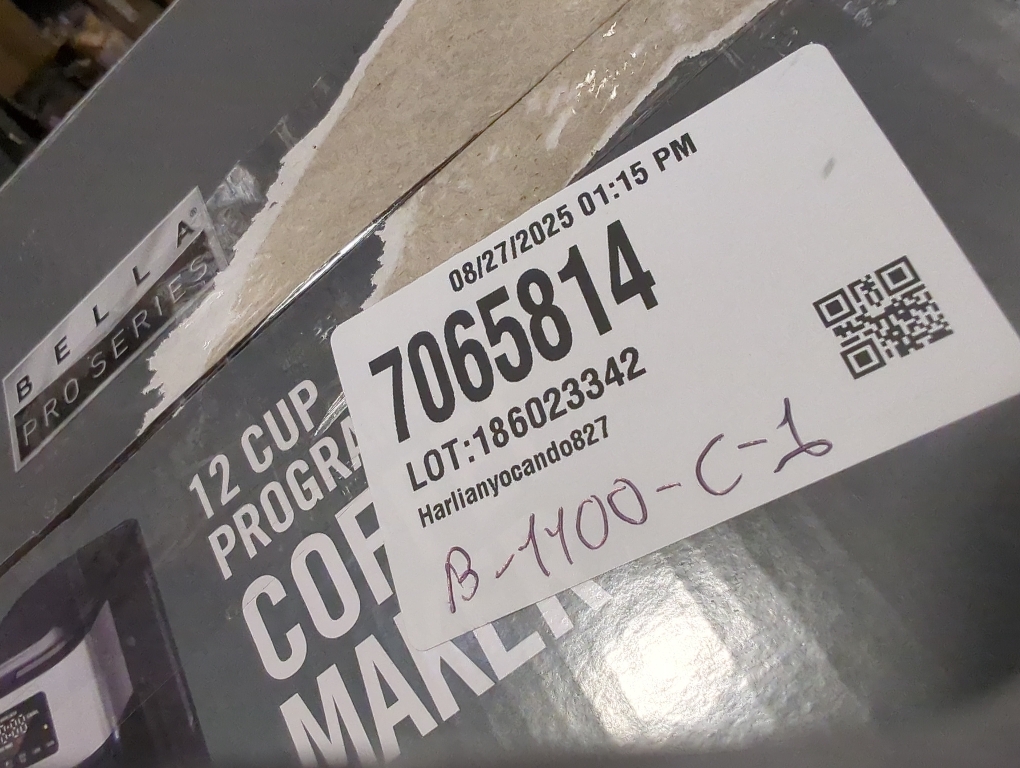 BELLA®
PRO SERIES
12 CUP
PROGRA
COF
MAKER
08/27/2025 01:15 PM
7065814
LOT:186023342
Harlianyocando827
B-1400-C-1